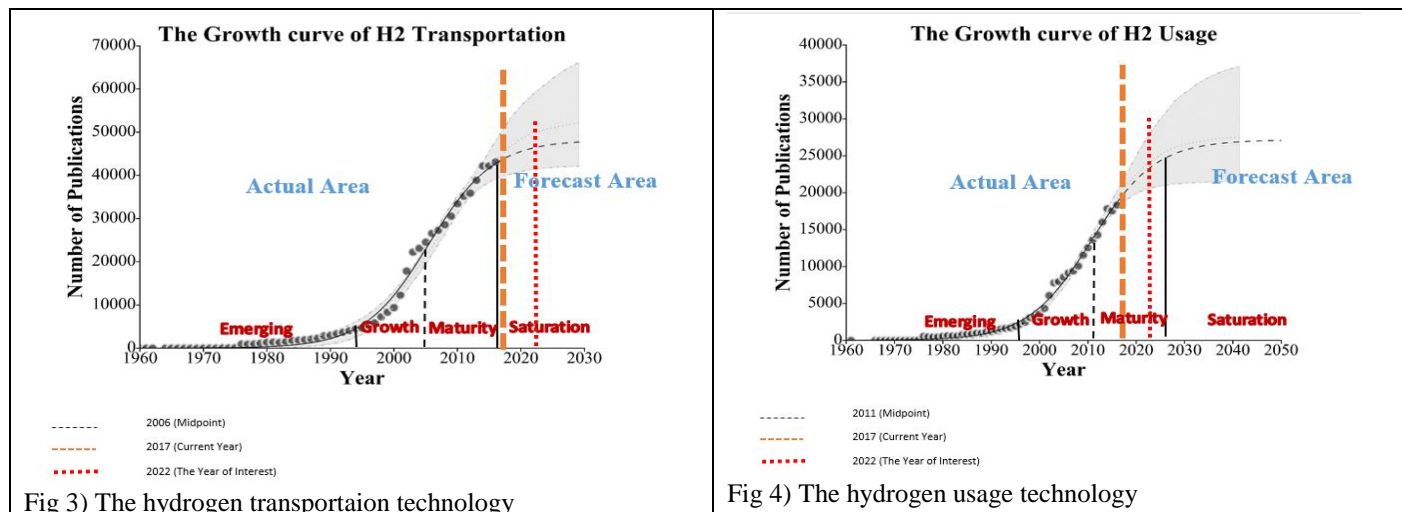 The Growth curve of H2 Transportation
70000
60000
50000
40000
30000
20000
10000
0
Number of Publications
Actual Area
Forecast Area
Emerging
Growth
Maturity
Saturation
1960 1970 1980 1990 2000 2010 2020 2030
Year
2006 (Midpoint)
2017 (Current Year)
2022 (The Year of Interest)
Fig 3) The hydrogen transportaion technology
The Growth curve of H2 Usage
40000
35000
30000
25000
20000
15000
10000
5000
0
Number of Publications
Actual Area
Forecast Area
Emerging
Growth
Maturity
Saturation
1960 1970 1980 1990 2000 2010 2020 2030 2040 2050
Year
2011 (Midpoint)
2017 (Current Year)
2022 (The Year of Interest)
Fig 4) The hydrogen usage technology